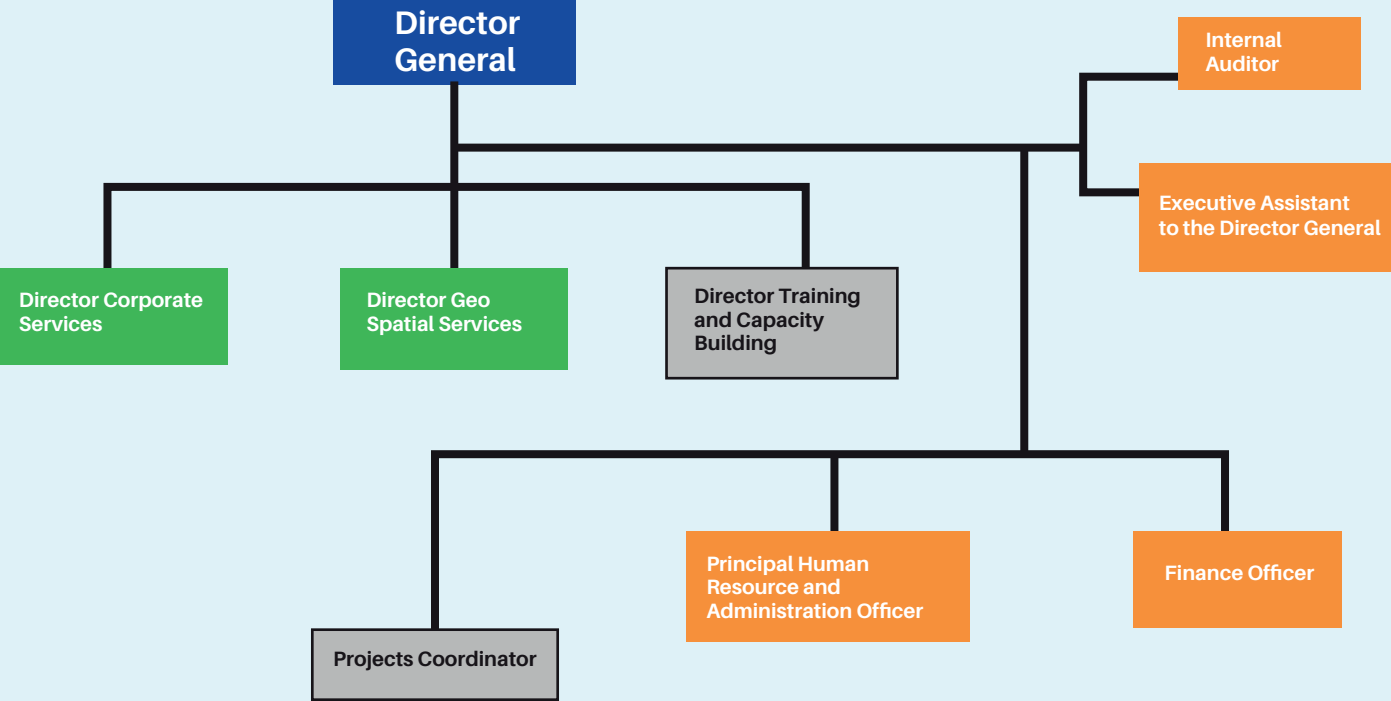 Director
General
Internal
Auditor
Executive Assistant
to the Director General
Director Corporate
Services
Director Geo
Spatial Services
Director Training
and Capacity
Building
Principal Human
Resource and
Administration Officer
Finance Officer
Projects Coordinator